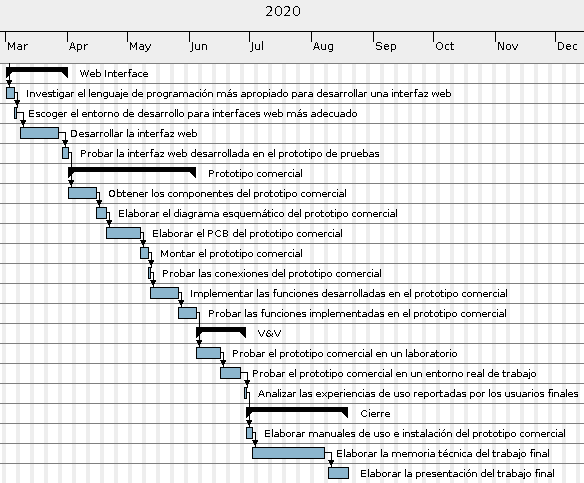 2020
Mar Apr May Jun Jul Aug Sep Oct Nov Dec
Web Interface
Investigar el lenguaje de programación más apropiado para desarrollar una interfaz web
Escoger el entorno de desarrollo para interfaces web más adecuado
Desarrollar la interfaz web
Probar la interfaz web desarrollada en el prototipo de pruebas
Prototipo comercial
Obtener los componentes del prototipo comercial
Elaborar el diagrama esquemático del prototipo comercial
Elaborar el PCB del prototipo comercial
Montar el prototipo comercial
Probar las conexiones del prototipo comercial
Implementar las funciones desarrolladas en el prototipo comercial
Probar las funciones implementadas en el prototipo comercial
V&V
Probar el prototipo comercial en un laboratorio
Probar el prototipo comercial en un entorno real de trabajo
Analizar las experiencias de uso reportadas por los usuarios finales
Cierre
Elaborar manuales de uso e instalación del prototipo comercial
Elaborar la memoria técnica del trabajo final
Elaborar la presentación del trabajo final